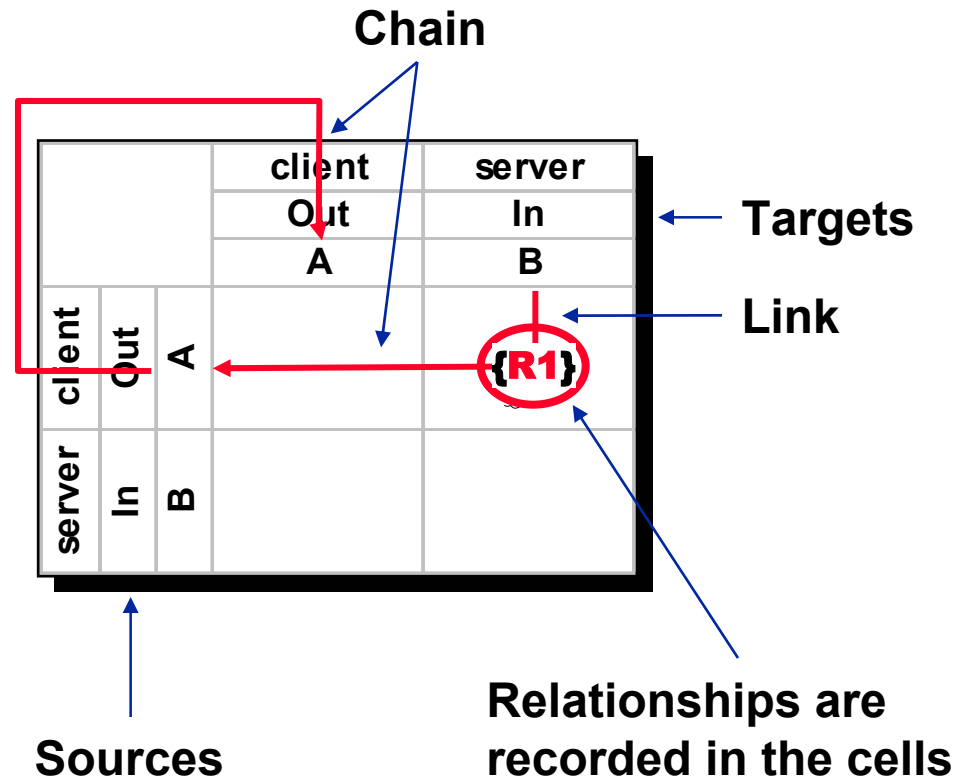 Chain
client server
Out In
A B
Targets
Link
client Out A {R1}
server In B
Sources
Relationships are
recorded in the cells